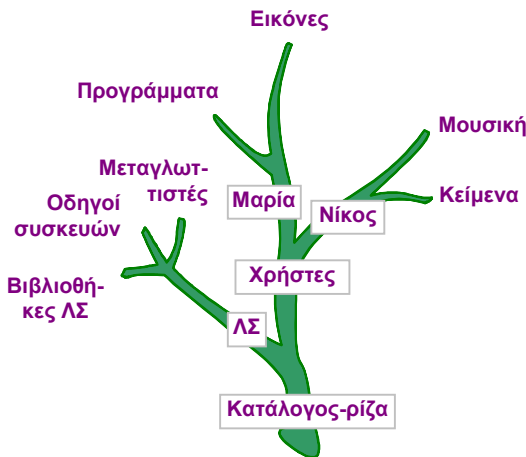 Εικόνες
Προγράμματα
Μουσική
Μεταγλωτ-
τιστές
Μαρία
Νίκος
Κείμενα
Οδηγοί
συσκευών
Χρήστες
Βιβλιοθή-
κες ΛΣ
ΛΣ
Κατάλογος-ρίζα